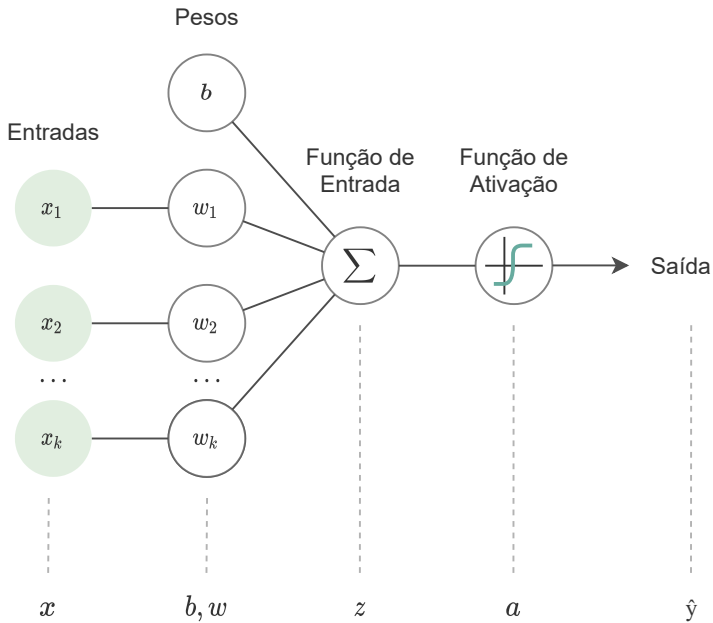 Pesos
b
Entradas
Função de
Entrada
Função de
Ativação
x₁
w₁
∑
Saída
x₂
w₂
...
...
xₖ
wₖ
x
b, w
z
a
ŷ